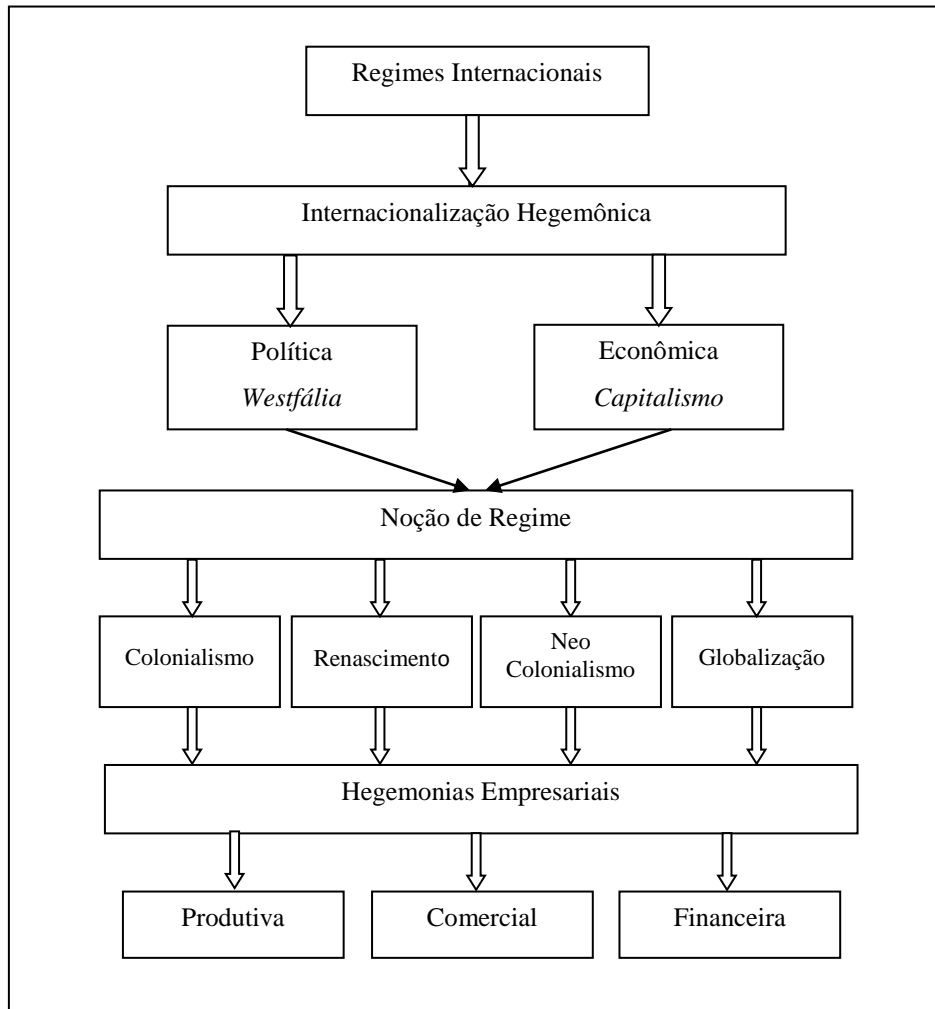 Regimes Internacionais
Internacionalização Hegemônica
Política
Westfália
Econômica
Capitalismo
Noção de Regime
Colonialismo
Renascimento
Neo
Colonialismo
Globalização
Hegemonias Empresariais
Produtiva
Comercial
Financeira